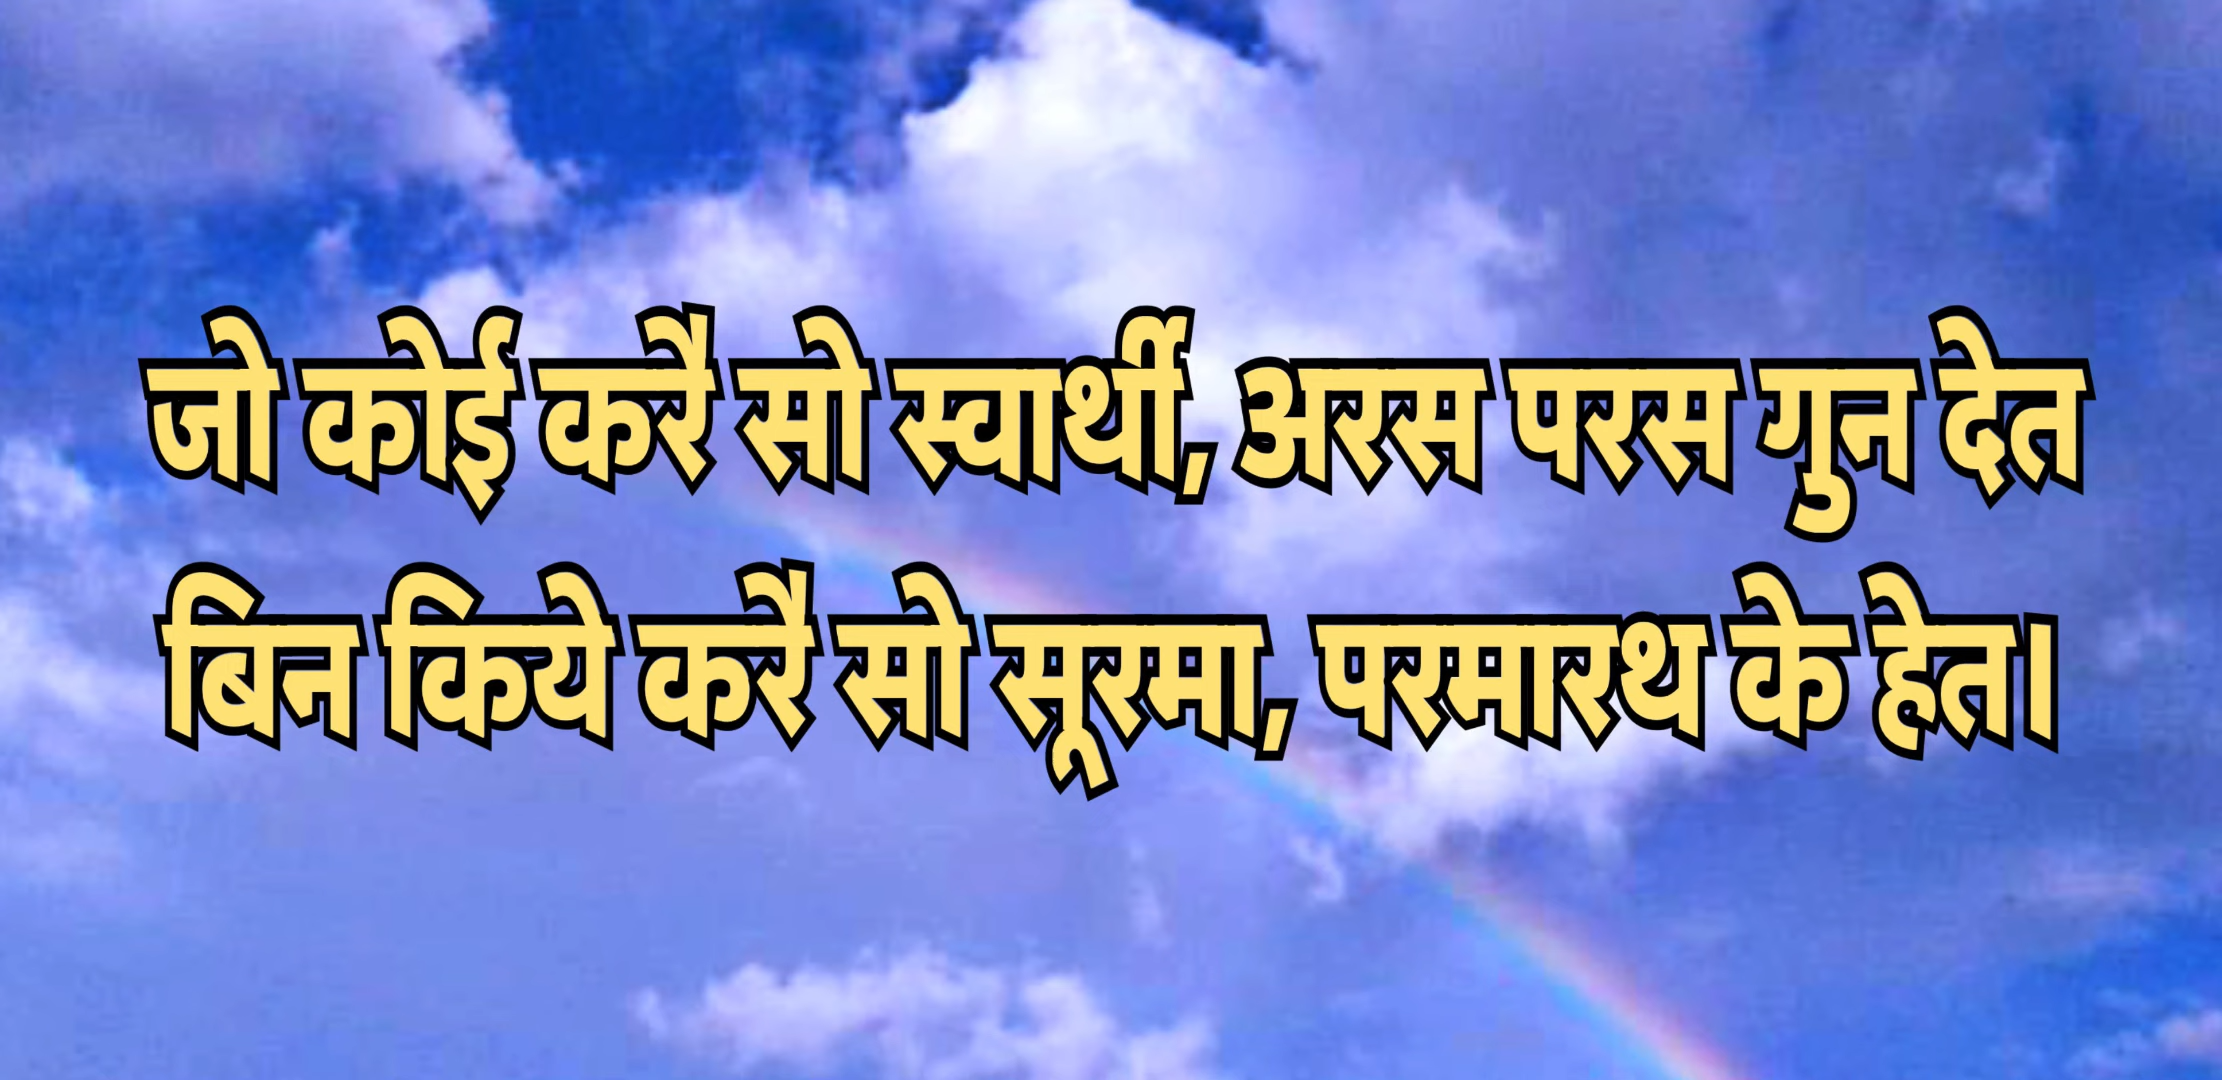 जो कोई करै सो स्वार्थी, अरस परस गुन देत
बिन किये करै सो सूरमा, परमारथ के हेत।